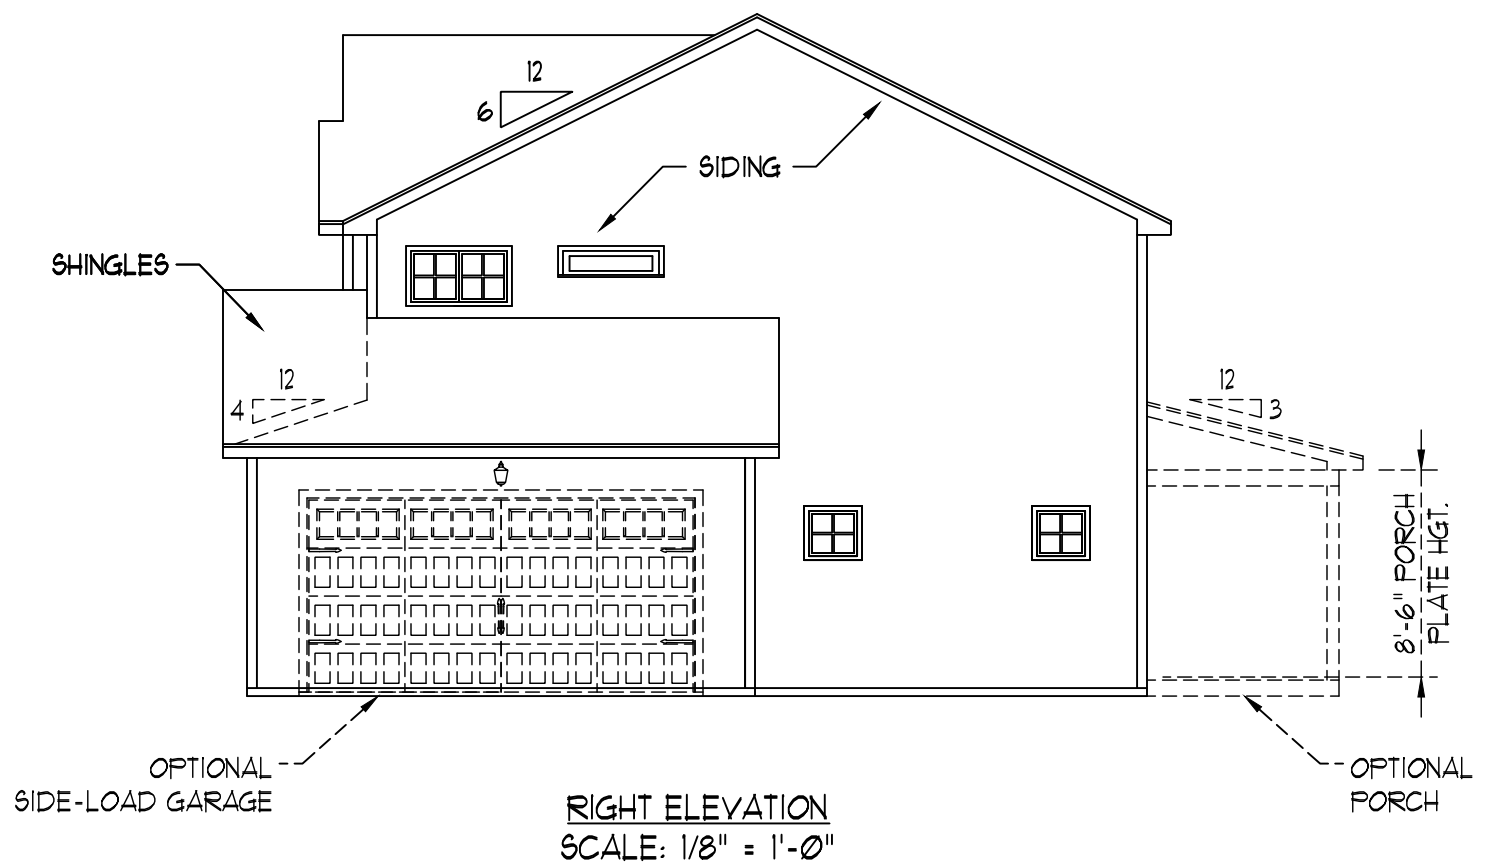 12
6
SIDING
SHINGLES
12
4
12
3
8'-6" PORCH
PLATE HGT.
OPTIONAL
SIDE-LOAD GARAGE
OPTIONAL
PORCH
RIGHT ELEVATION
SCALE: 1/8" = 1'-0"